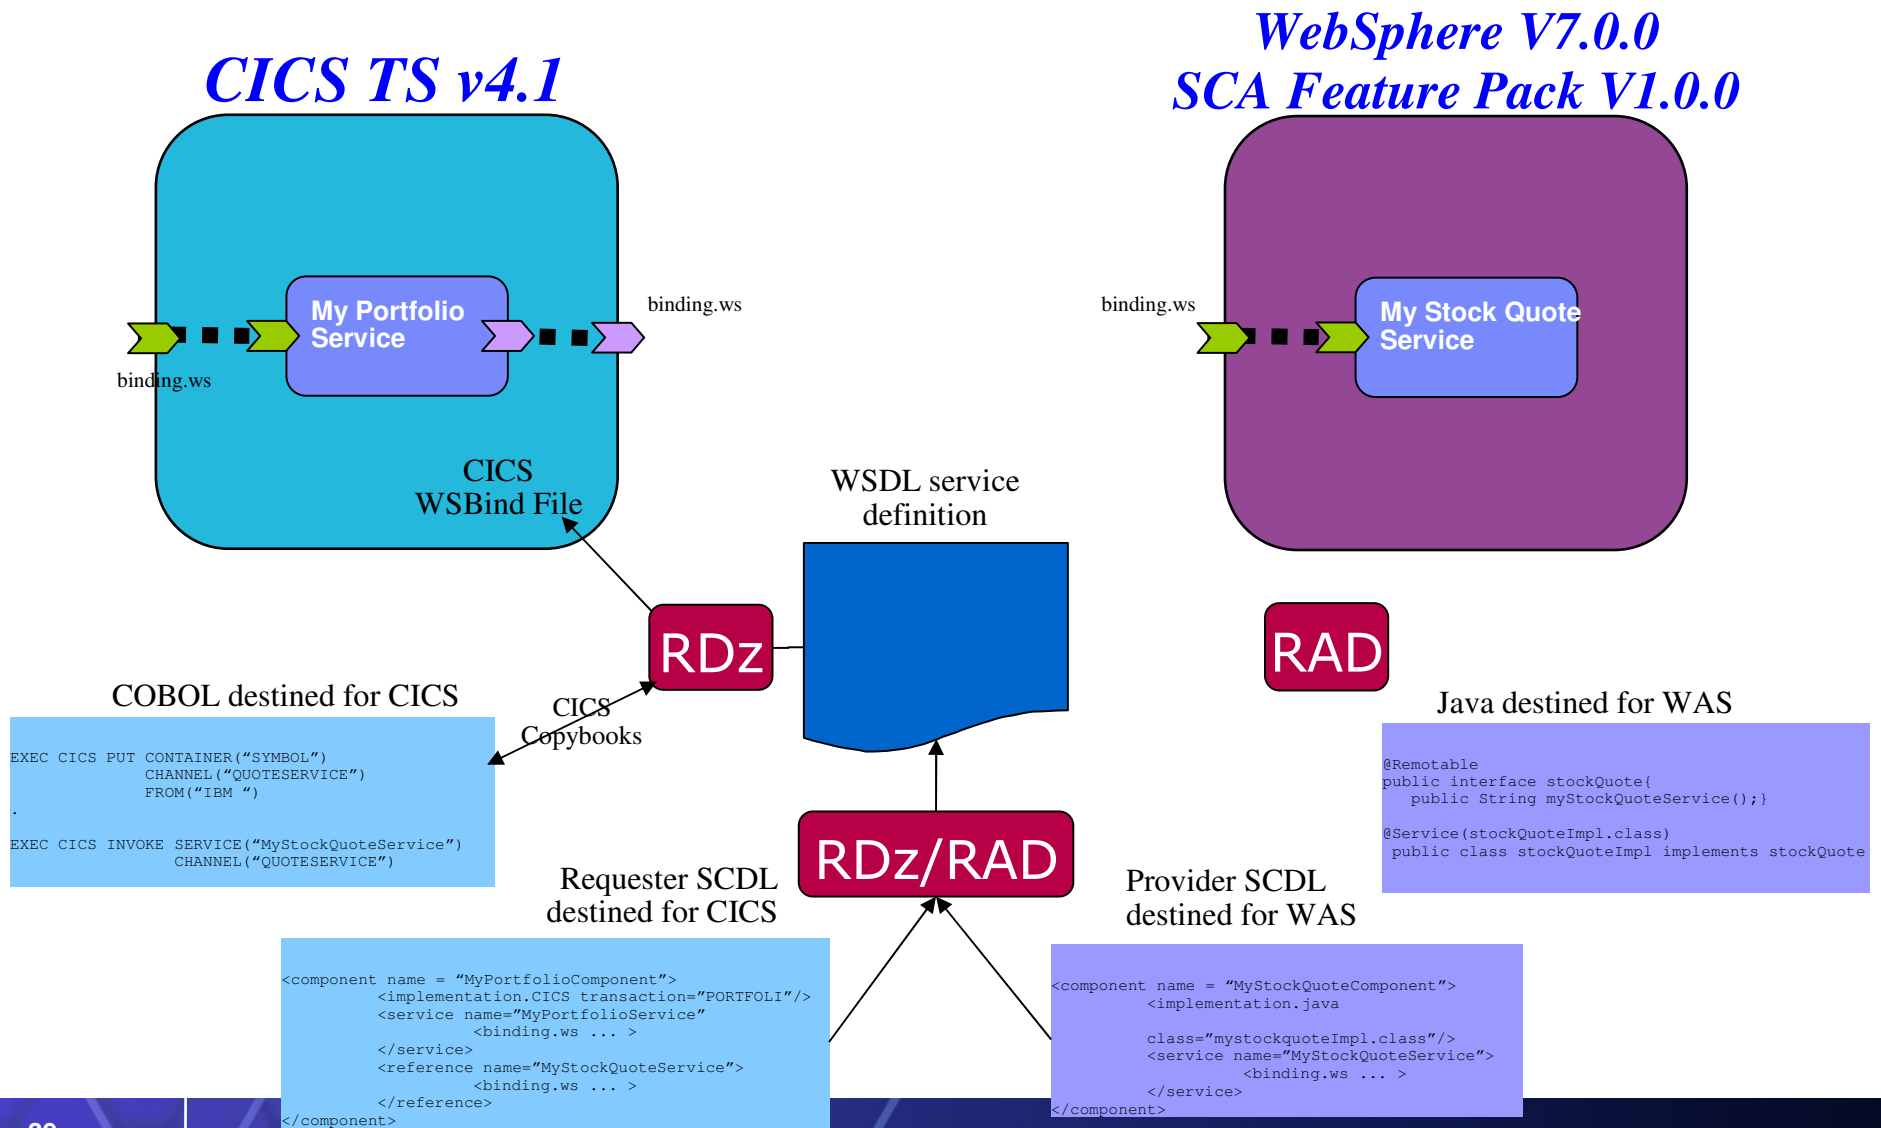 CICS TS v4.1
WebSphere V7.0.0
SCA Feature Pack V1.0.0
My Portfolio
Service
binding.ws
binding.ws
binding.ws
My Stock Quote
Service
CICS
WSBind File
WSDL service
definition
RDz
RAD
COBOL destined for CICS
CICS
Copybooks
EXEC CICS PUT CONTAINER(“SYMBOL”)
CHANNEL(“QUOTESERVICE”)
FROM(“IBM “)
.
EXEC CICS INVOKE SERVICE(“MyStockQuoteService”)
CHANNEL(“QUOTESERVICE”)
Java destined for WAS
@Remotable
public interface stockQuote{
public String myStockQuoteService();}
@Service(stockQuoteImpl.class)
public class stockQuoteImpl implements stockQuote
RDz/RAD
Requester SCDL
destined for CICS
Provider SCDL
destined for WAS
<component name = “MyPortfolioComponent”>
<implementation.CICS transaction=”PORTFOLI”/>
<service name=”MyPortfolioService”
<binding.ws ... >
</service>
<reference name=”MyStockQuoteService”>
<binding.ws ... >
</reference>
</component>
<component name = “MyStockQuoteComponent”>
<implementation.java
class=”mystockquoteImpl.class”/>
<service name=”MyStockQuoteService”>
<binding.ws ... >
</service>
</component>